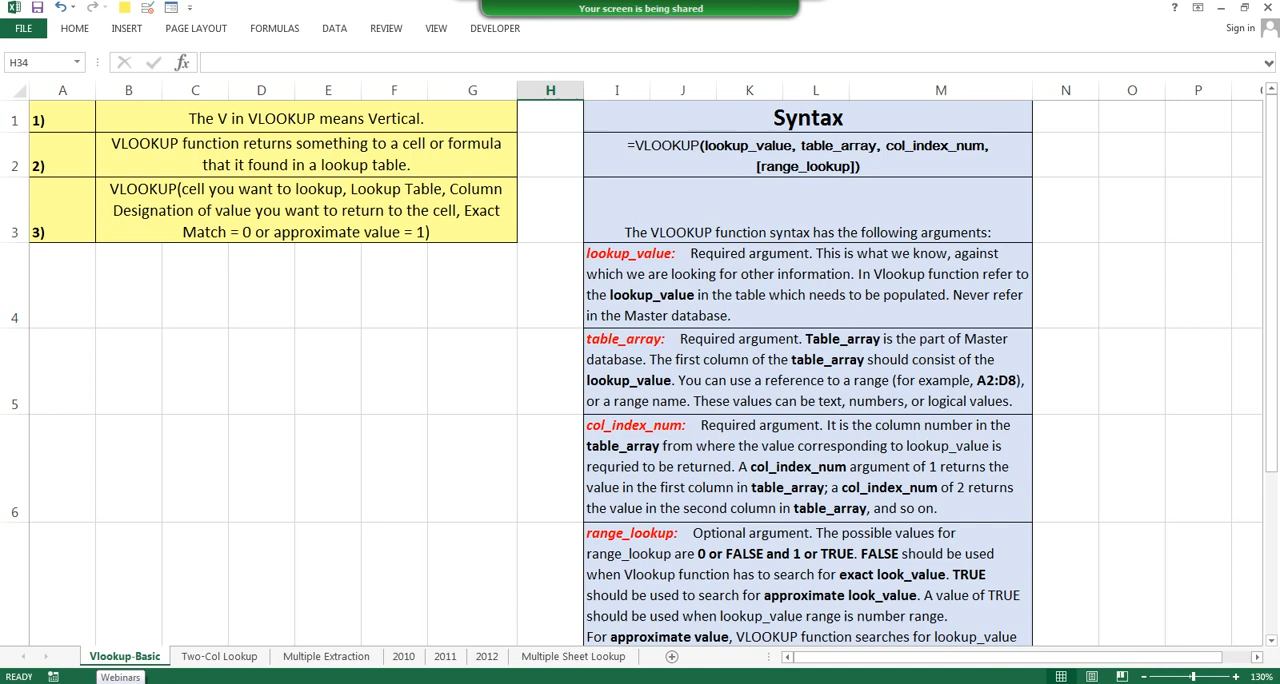 Your screen is being shared
FILE HOME INSERT PAGE LAYOUT FORMULAS DATA REVIEW VIEW DEVELOPER Sign in
H34 fx
A B C D E F G H I J K L M N O P
1 1) The V in VLOOKUP means Vertical. Syntax
VLOOKUP function returns something to a cell or formula
that it found in a lookup table.
2 2)
=VLOOKUP(lookup_value, table_array, col_index_num,
[range_lookup])
VLOOKUP(cell you want to lookup, Lookup Table, Column
Designation of value you want to return to the cell, Exact
Match = 0 or approximate value = 1)
3 3)
The VLOOKUP function syntax has the following arguments:
lookup_value: Required argument. This is what we know, against
which we are looking for other information. In Vlookup function refer to
the lookup_value in the table which needs to be populated. Never refer
in the Master database.
4
table_array: Required argument. Table_array is the part of Master
database. The first column of the table_array should consist of the
lookup_value. You can use a reference to a range (for example, A2:D8),
or a range name. These values can be text, numbers, or logical values.
5
col_index_num: Required argument. It is the column number in the
table_array from where the value corresponding to lookup_value is
requried to be returned. A col_index_num argument of 1 returns the
value in the first column in table_array; a col_index_num of 2 returns
the value in the second column in table_array, and so on.
6
range_lookup: Optional argument. The possible values for
range_lookup are 0 or FALSE and 1 or TRUE. FALSE should be used
when Vlookup function has to search for exact look_value. TRUE
should be used to search for approximate look_value. A value of TRUE
should be used when lookup_value range is number range.
For approximate value, VLOOKUP function searches for lookup_value
Vlookup-Basic Two-Col Lookup Multiple Extraction 2010 2011 2012 Multiple Sheet Lookup
READY Webinars 130%